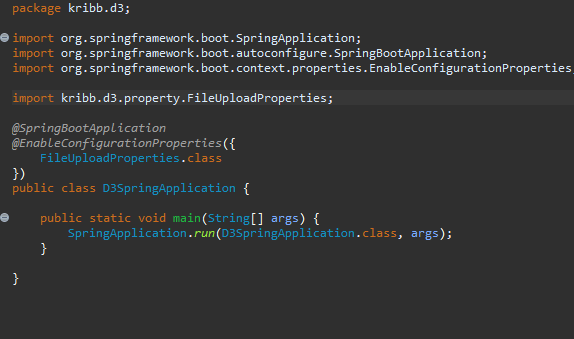 package kribb.d3;
import org.springframework.boot.SpringApplication;
import org.springframework.boot.autoconfigure.SpringBootApplication;
import org.springframework.boot.context.properties.EnableConfigurationProperties
import kribb.d3.property.FileUploadProperties;
@SpringBootApplication
@EnableConfigurationProperties({
FileUploadProperties.class
})
public class D3SpringApplication {
public static void main(String[] args) {
SpringApplication.run(D3SpringApplication.class, args);
}
}